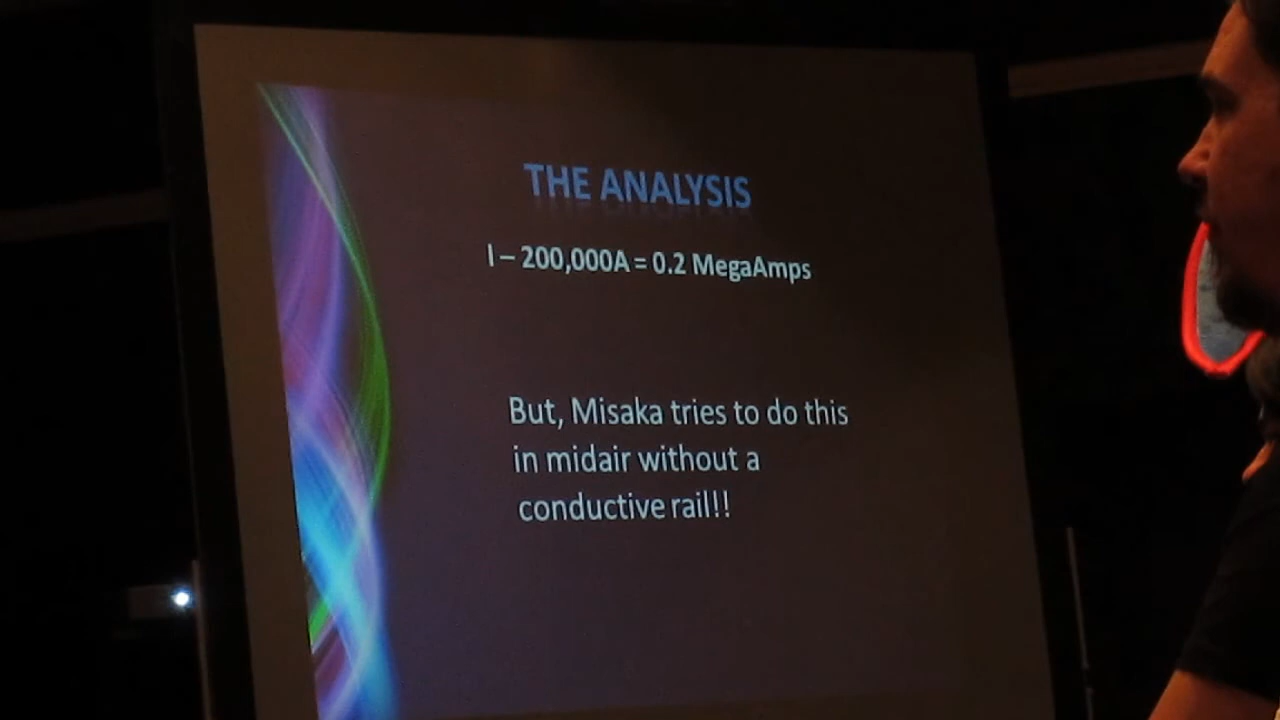 THE ANALYSIS
I – 200,000A = 0.2 MegaAmps
But, Misaka tries to do this
in midair without a
conductive rail!!